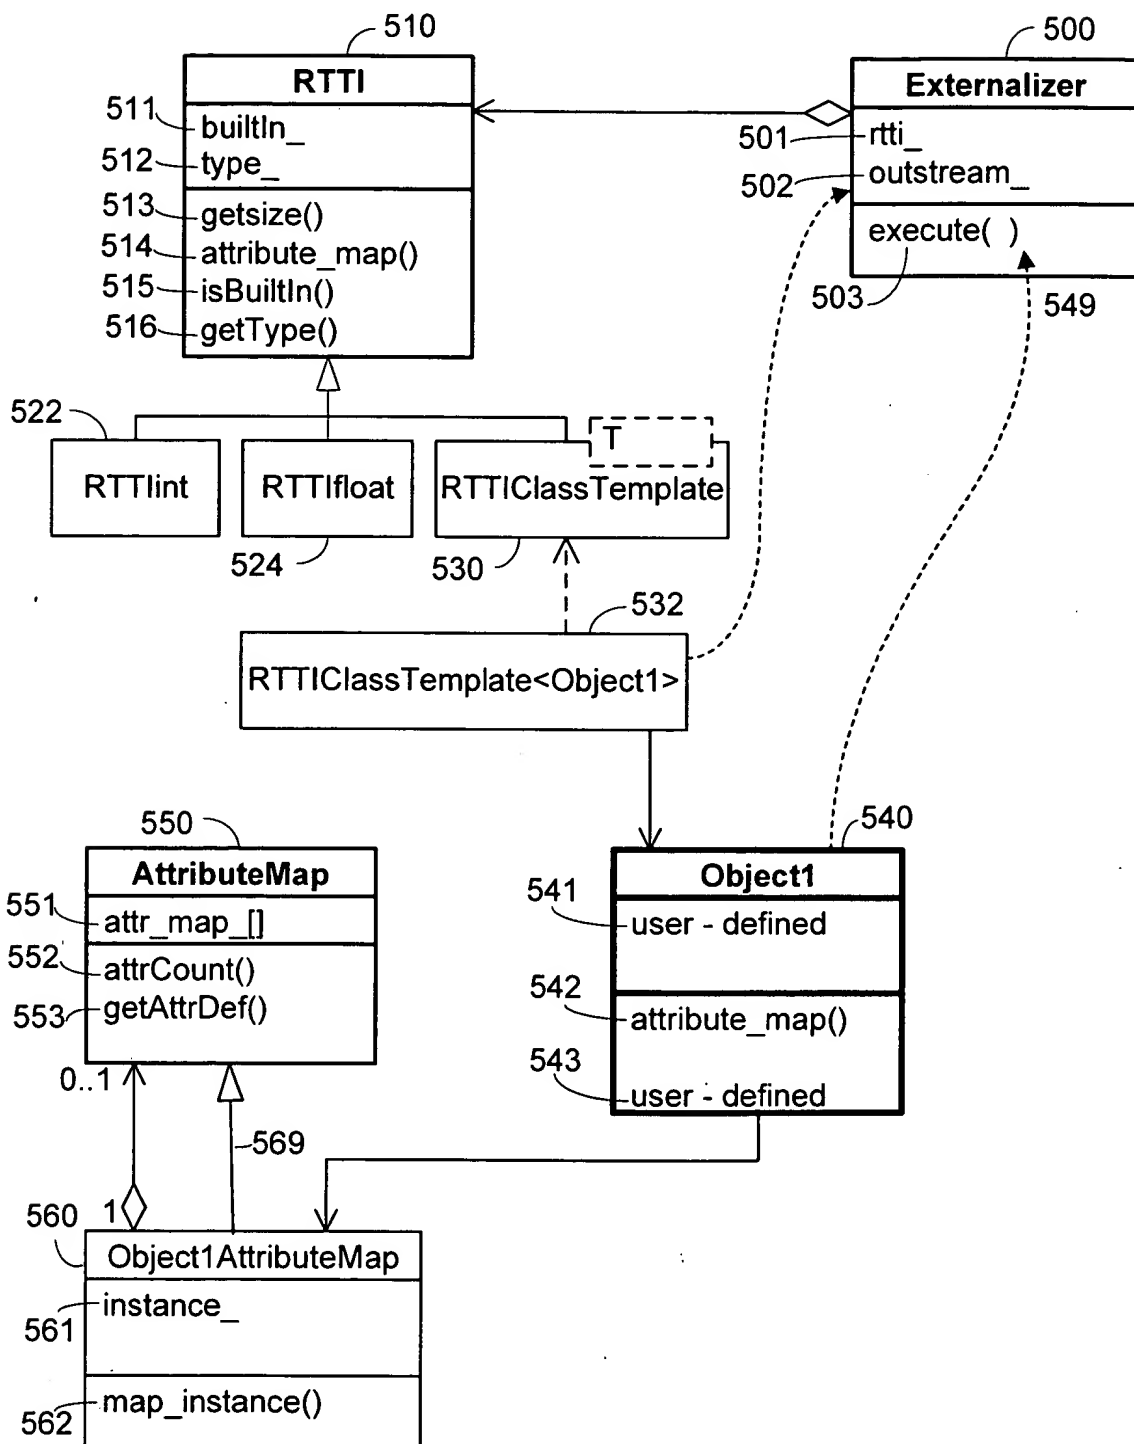 510
500
RTTI
Externalizer
511
builtIn_
512
type_
501
rtti_
502
outstream_
513
getsize()
514
attribute_map()
515
isBuiltIn()
516
getType()
execute( )
503
549
522
T
RTTIint
RTTIfloat
RTTIClassTemplate
524
530
532
RTTIClassTemplate<Object1>
550
540
AttributeMap
Object1
551
attr_map_[]
541
user - defined
552
attrCount()
553
getAttrDef()
542
attribute_map()
543
user - defined
0..1
569
1
560
Object1AttributeMap
561
instance_
562
map_instance()